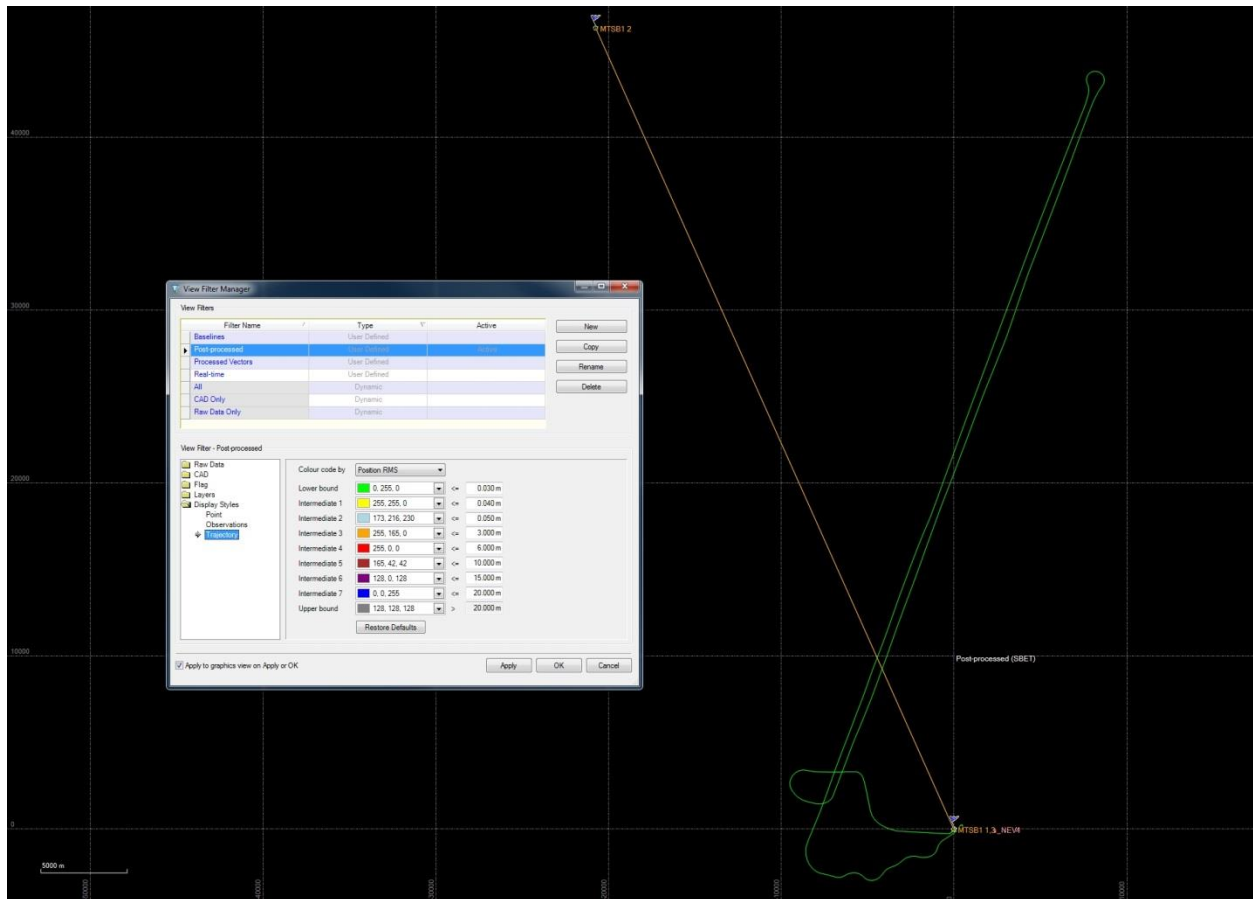 MTSB1 2
40000
30000
20000
10000
0
5000 m
-20000
-10000
0
10000
Post-processed (SBET)
View Filter Manager
View Filters
Filter Name Type Active
Baselines User Defined
Post-processed User Defined Active
Processed Vectors User Defined
Real-time User Defined
All Dynamic
CAD Only Dynamic
Raw Data Only Dynamic
New
Copy
Rename
Delete
View Filter - Post-processed
Raw Data
CAD
Flag
Layers
Display Styles
Point
Observations
Trajectory
Colour code by Position RMS
Lower bound 0, 255, 0 <= 0.030 m
Intermediate 1 255, 255, 0 <= 0.040 m
Intermediate 2 173, 216, 230 <= 0.050 m
Intermediate 3 255, 165, 0 <= 3.000 m
Intermediate 4 255, 0, 0 <= 6.000 m
Intermediate 5 165, 42, 42 <= 10.000 m
Intermediate 6 128, 0, 128 <= 15.000 m
Intermediate 7 0, 0, 255 <= 20.000 m
Upper bound 128, 128, 128 > 20.000 m
Restore Defaults
Apply to graphics view on Apply or OK
Apply
OK
Cancel